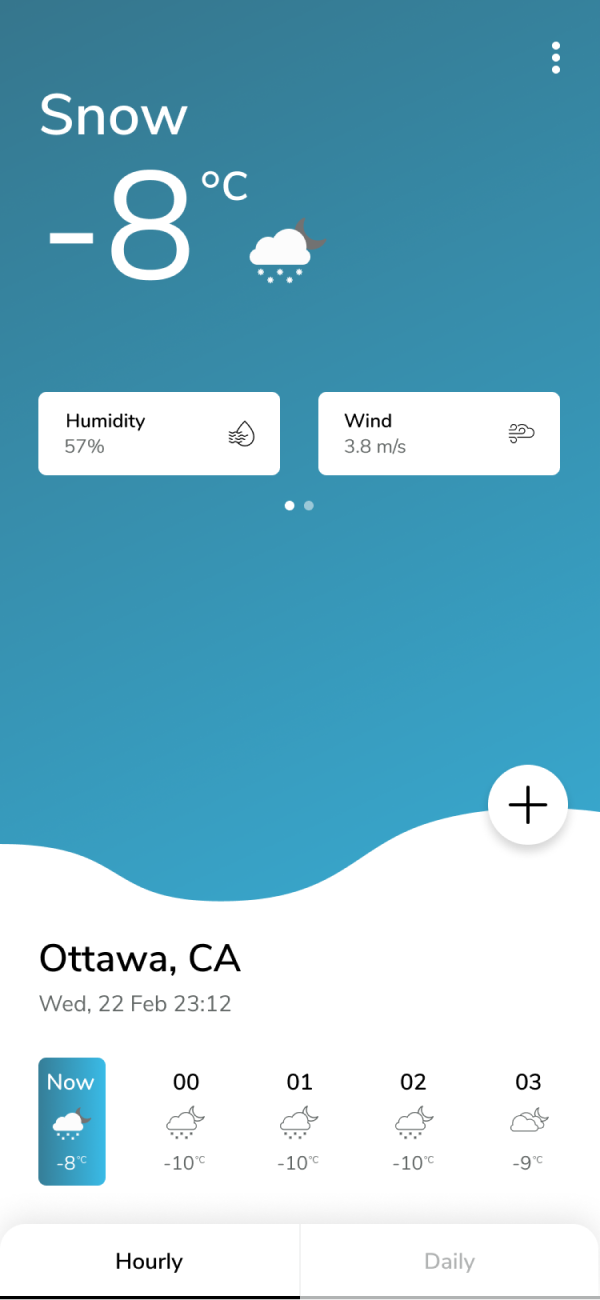 Snow
-8 °C
Humidity
57%
Wind
3.8 m/s
Ottawa, CA
Wed, 22 Feb 23:12
Now 00 01 02 03
-8°C -10°C -10°C -10°C -9°C
Hourly Daily